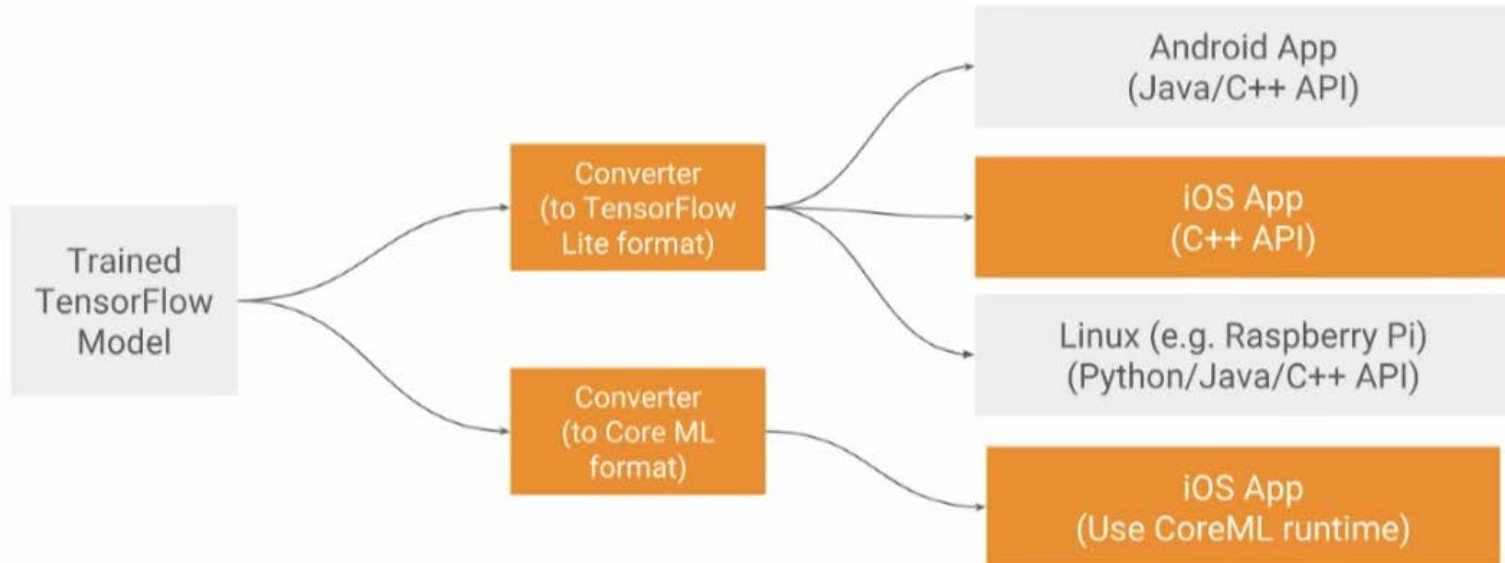 Trained
TensorFlow
Model
Converter
(to TensorFlow
Lite format)
Converter
(to Core ML
format)
Android App
(Java/C++ API)
iOS App
(C++ API)
Linux (e.g. Raspberry Pi)
(Python/Java/C++ API)
iOS App
(Use CoreML runtime)